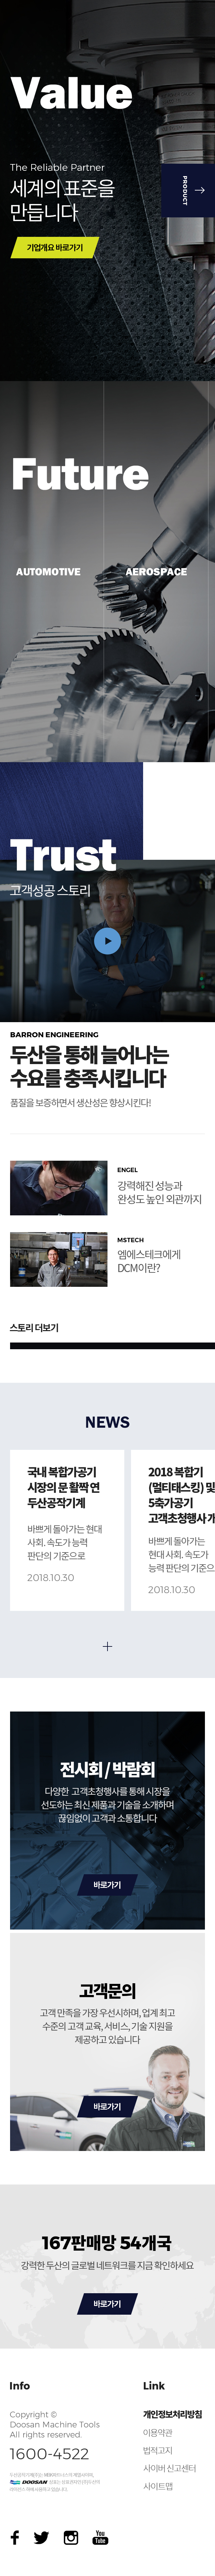 Value
The Reliable Partner
세계의 표준을
만듭니다
기업개요 바로가기
PRODUCT
Future
AUTOMOTIVE
AEROSPACE
Trust
고객성공 스토리
BARRON ENGINEERING
두산을 통해 늘어나는
수요를 충족시킵니다
품질을 보증하면서 생산성은 향상시킨다!
ENGEL
강력해진 성능과
완성도 높인 외관까지
MSTECH
엠에스테크에게
DCM이란?
스토리 더보기
NEWS
국내 복합가공기
시장의 문 활짝 연
두산공작기계
바쁘게 돌아가는 현대
사회. 속도가 능력
판단의 기준으로
2018.10.30
2018 복합기
(멀티태스킹) 및
5축가공기
고객초청행사 개
바쁘게 돌아가는
현대 사회. 속도가
능력 판단의 기준으
2018.10.30
전시회 / 박람회
다양한 고객초청행사를 통해 시장을
선도하는 최신 제품과 기술을 소개하며
끊임없이 고객과 소통합니다
바로가기
고객문의
고객 만족을 가장 우선시하며, 업계 최고
수준의 고객 교육, 서비스, 기술 지원을
제공하고 있습니다.
바로가기
167판매망 54개국
강력한 두산의 글로벌 네트워크를 지금 확인하세요
바로가기
Info
Copyright ©
Doosan Machine Tools
All rights reserved.
1600-4522
DOOSAN
Link
개인정보처리방침
이용약관
법적고지
사이버 신고센터
사이트맵
You
Tube